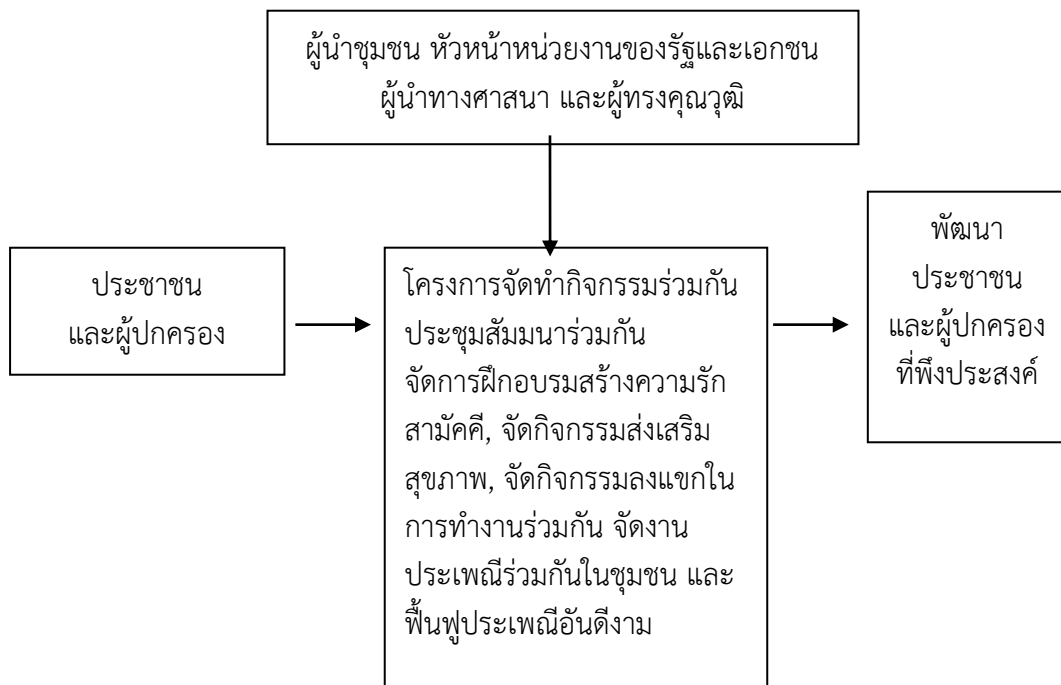 ผู้นำชุมชน หัวหน้าหน่วยงานของรัฐและเอกชน
ผู้นำทางศาสนา และผู้ทรงคุณวุฒิ
ประชาชน
และผู้ปกครอง
โครงการจัดทำกิจกรรมร่วมกัน
ประชุมสัมมนาร่วมกัน
จัดการฝึกอบรมสร้างความรัก
สามัคคี, จัดกิจกรรมส่งเสริม
สุขภาพ, จัดกิจกรรมลงแขกใน
การทำงานร่วมกัน จัดงาน
ประเพณีร่วมกันในชุมชน และ
ฟื้นฟูประเพณีอันดีงาม
พัฒนา
ประชาชน
และผู้ปกครอง
ที่พึงประสงค์